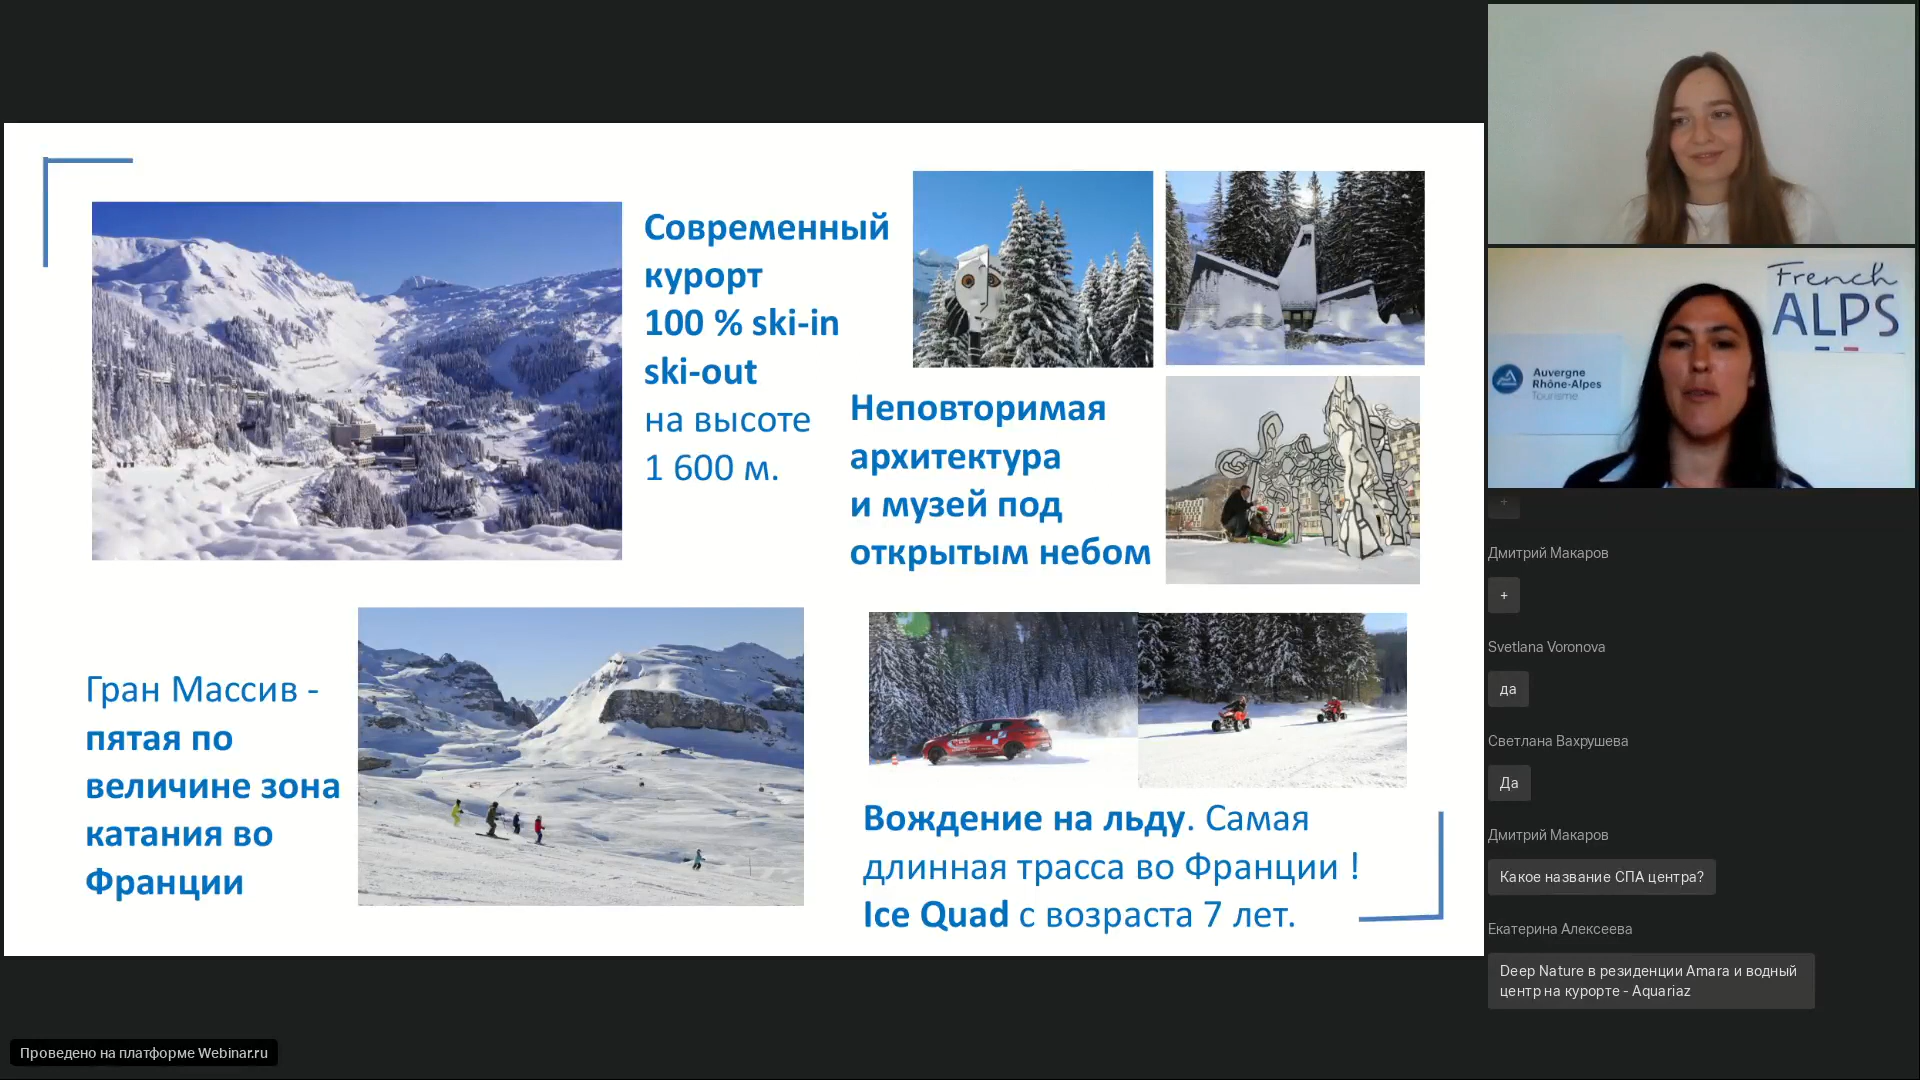 Современный
курорт
100 % ski-in
ski-out
на высоте
1 600 м.
Неповторимая
архитектура
и музей под
открытым небом
Гран Массив -
пятая по
величине зона
катания во
Франции
Вождение на льду. Самая
длинная трасса во Франции !
Ice Quad с возраста 7 лет.
French
ALPS
Auvergne
Rhône-Alpes
Tourisme
+
Дмитрий Макаров
+
Svetlana Voronova
да
Светлана Вахрушева
Да
Дмитрий Макаров
Какое название СПА центра?
Екатерина Алексеева
Deep Nature в резиденции Amara и водный
центр на курорте - Aquariaz
Проведено на платформе Webinar.ru